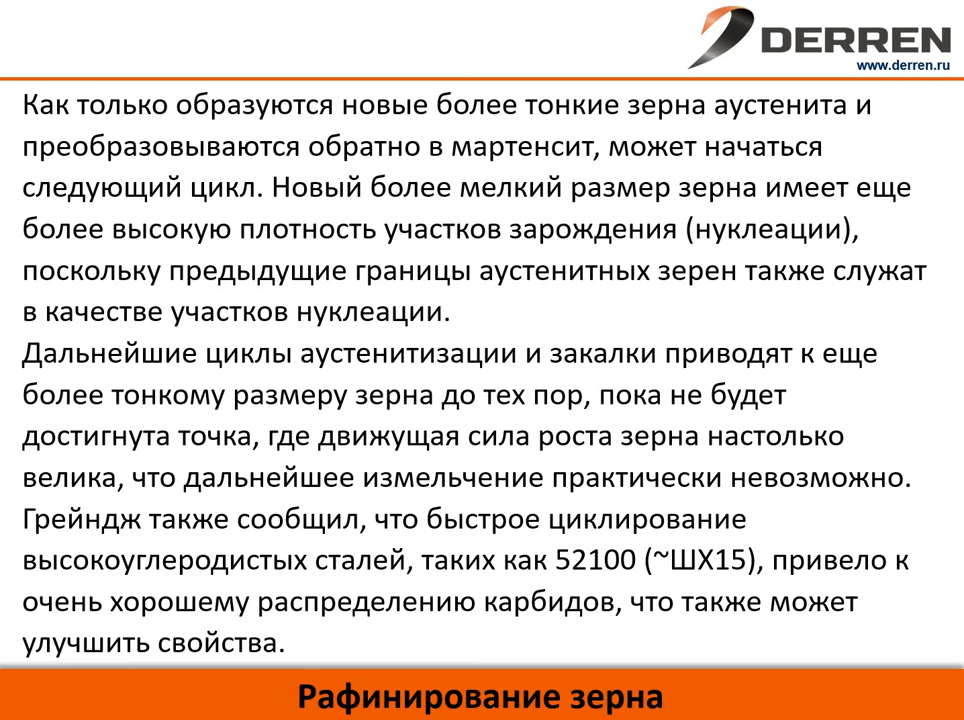 DERREN
www.derren.ru
Как только образуются новые более тонкие зерна аустенита и
преобразовываются обратно в мартенсит, может начаться
следующий цикл. Новый более мелкий размер зерна имеет еще
более высокую плотность участков зарождения (нуклеации),
поскольку предыдущие границы аустенитных зерен также служат
в качестве участков нуклеации.
Дальнейшие циклы аустенитизации и закалки приводят к еще
более тонкому размеру зерна до тех пор, пока не будет
достигнута точка, где движущая сила роста зерна настолько
велика, что дальнейшее измельчение практически невозможно.
Грейндж также сообщил, что быстрое циклирование
высокоуглеродистых сталей, таких как 52100 (~ШХ15), привело к
очень хорошему распределению карбидов, что также может
улучшить свойства.
Рафинирование зерна